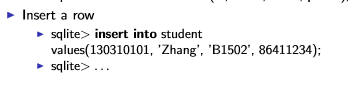 Insert a row
sqlite> insert into student
values(130310101, 'Zhang', 'B1502', 86411234);
sqlite> ...